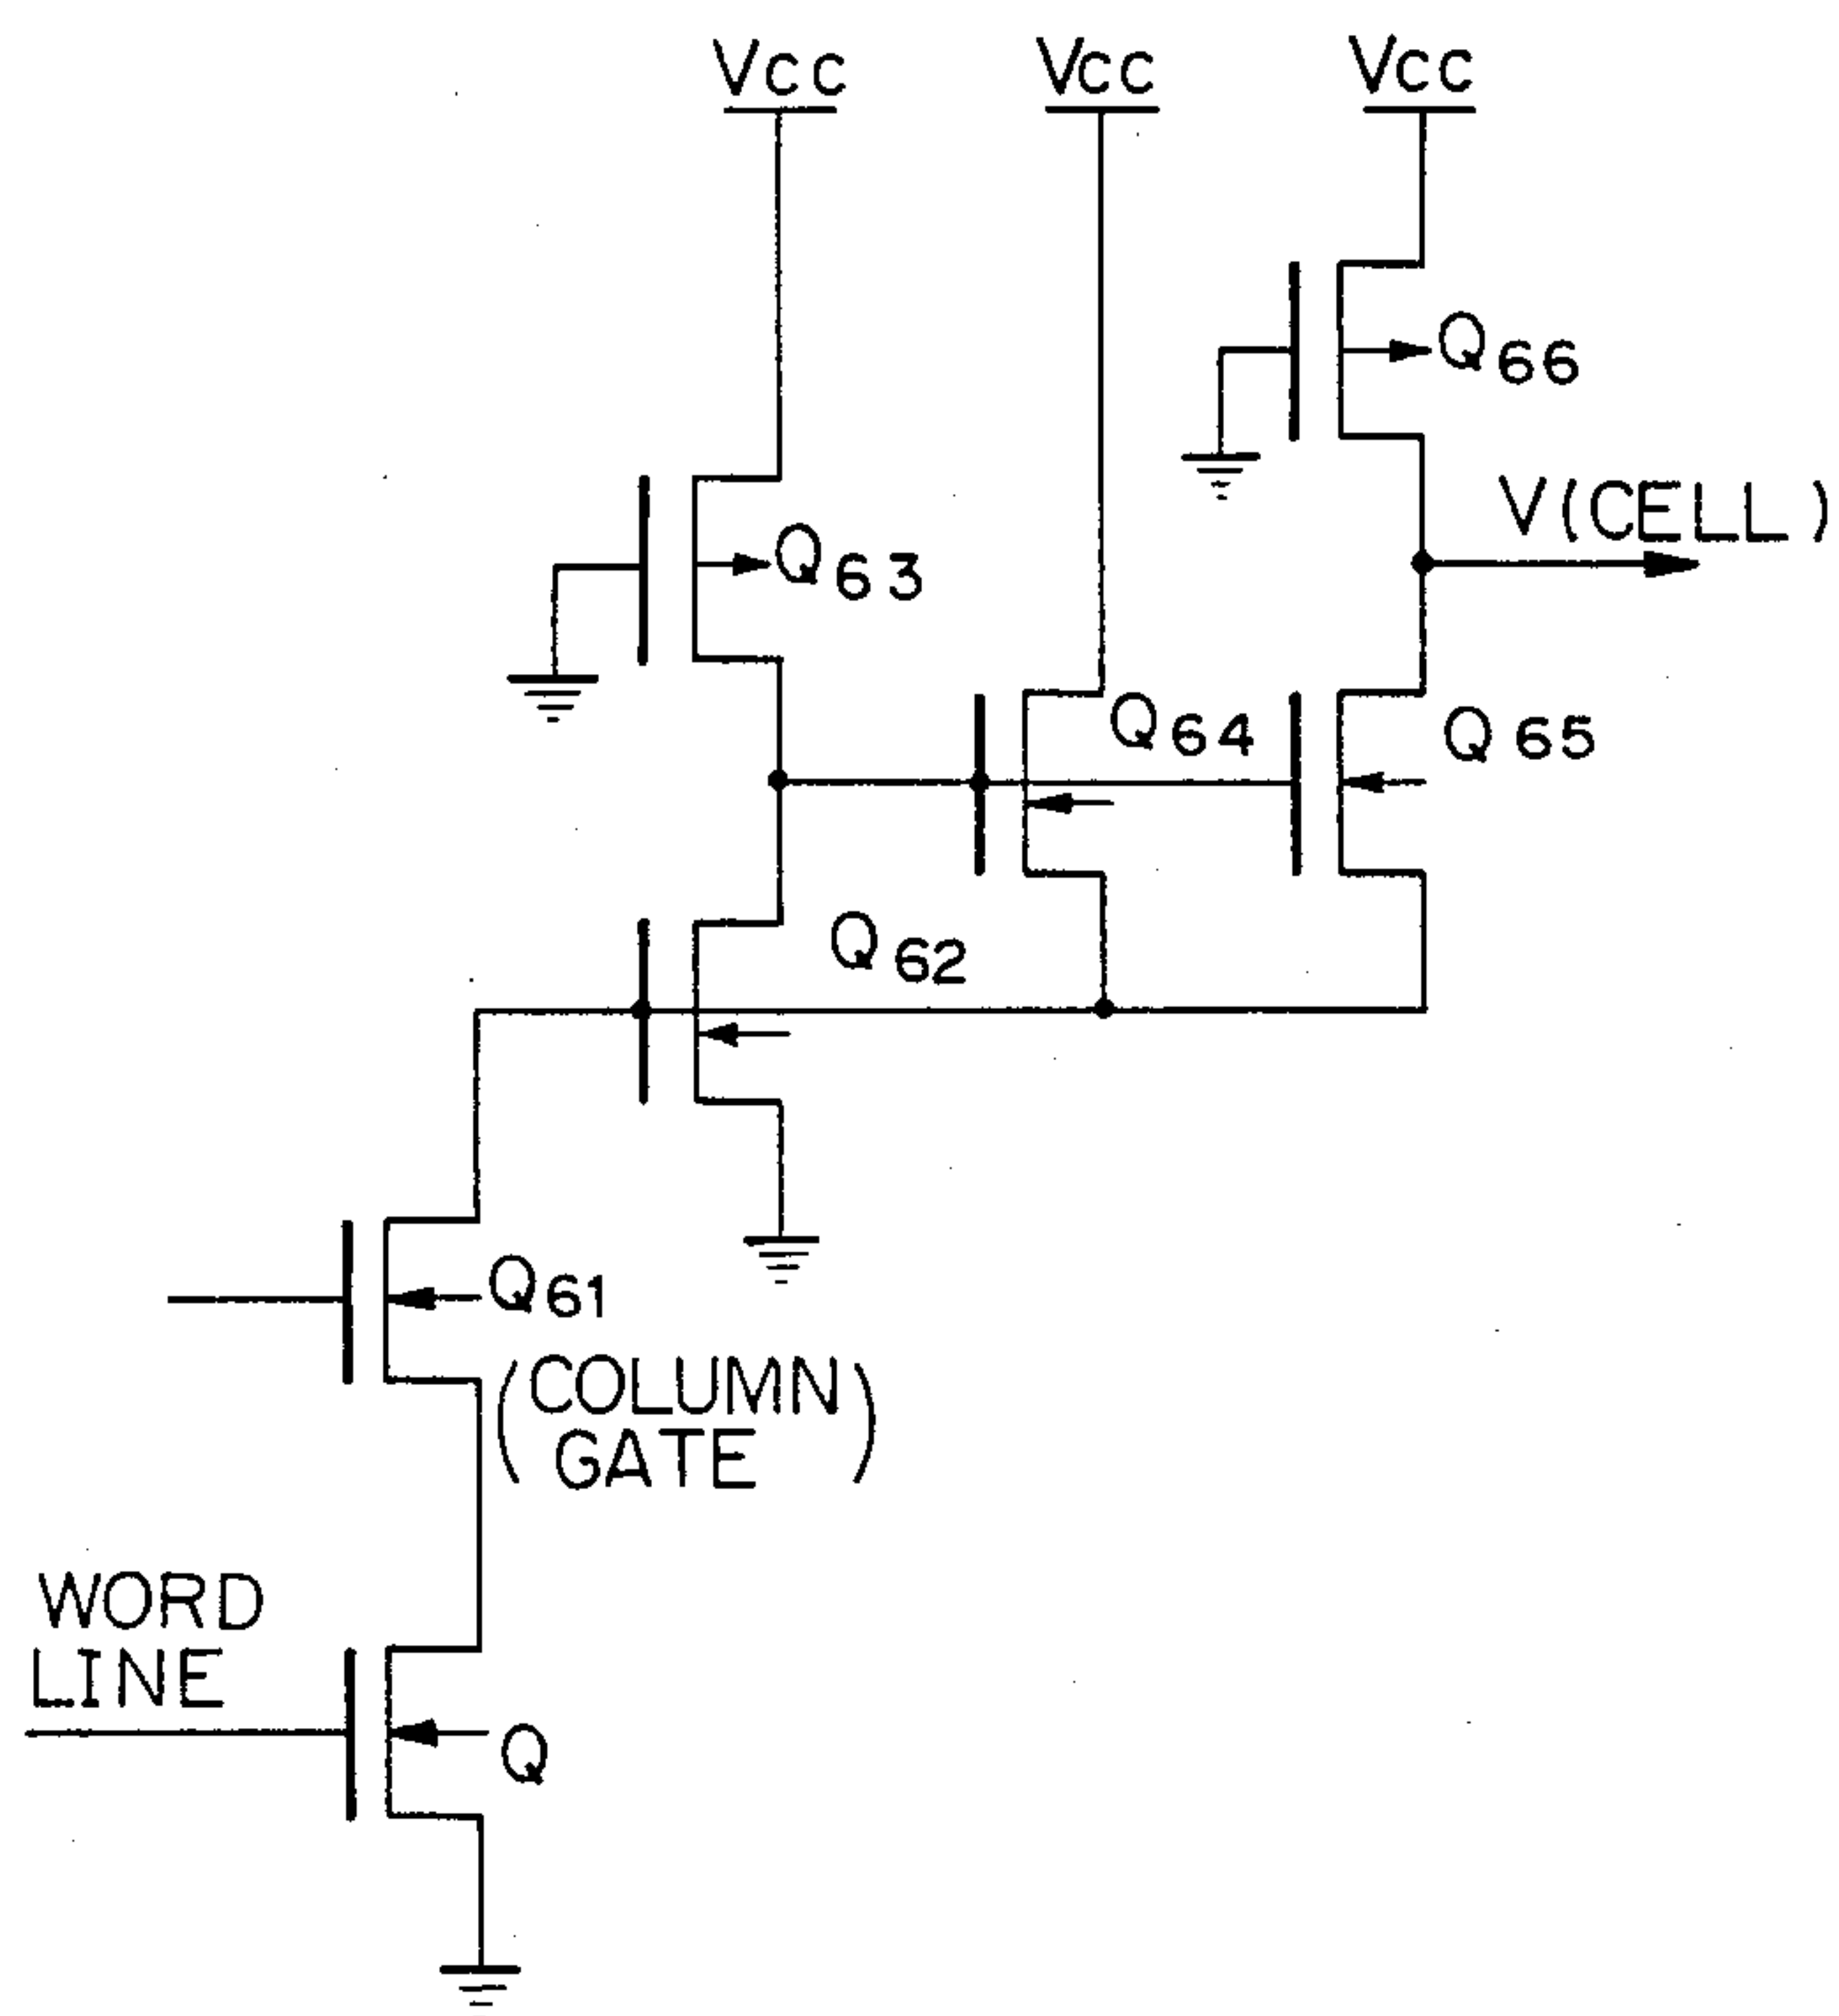 Vcc Vcc Vcc
Q66
V(CELL)
Q63
Q64
Q65
Q62
Q61
(COLUMN
GATE)
WORD
LINE
Q